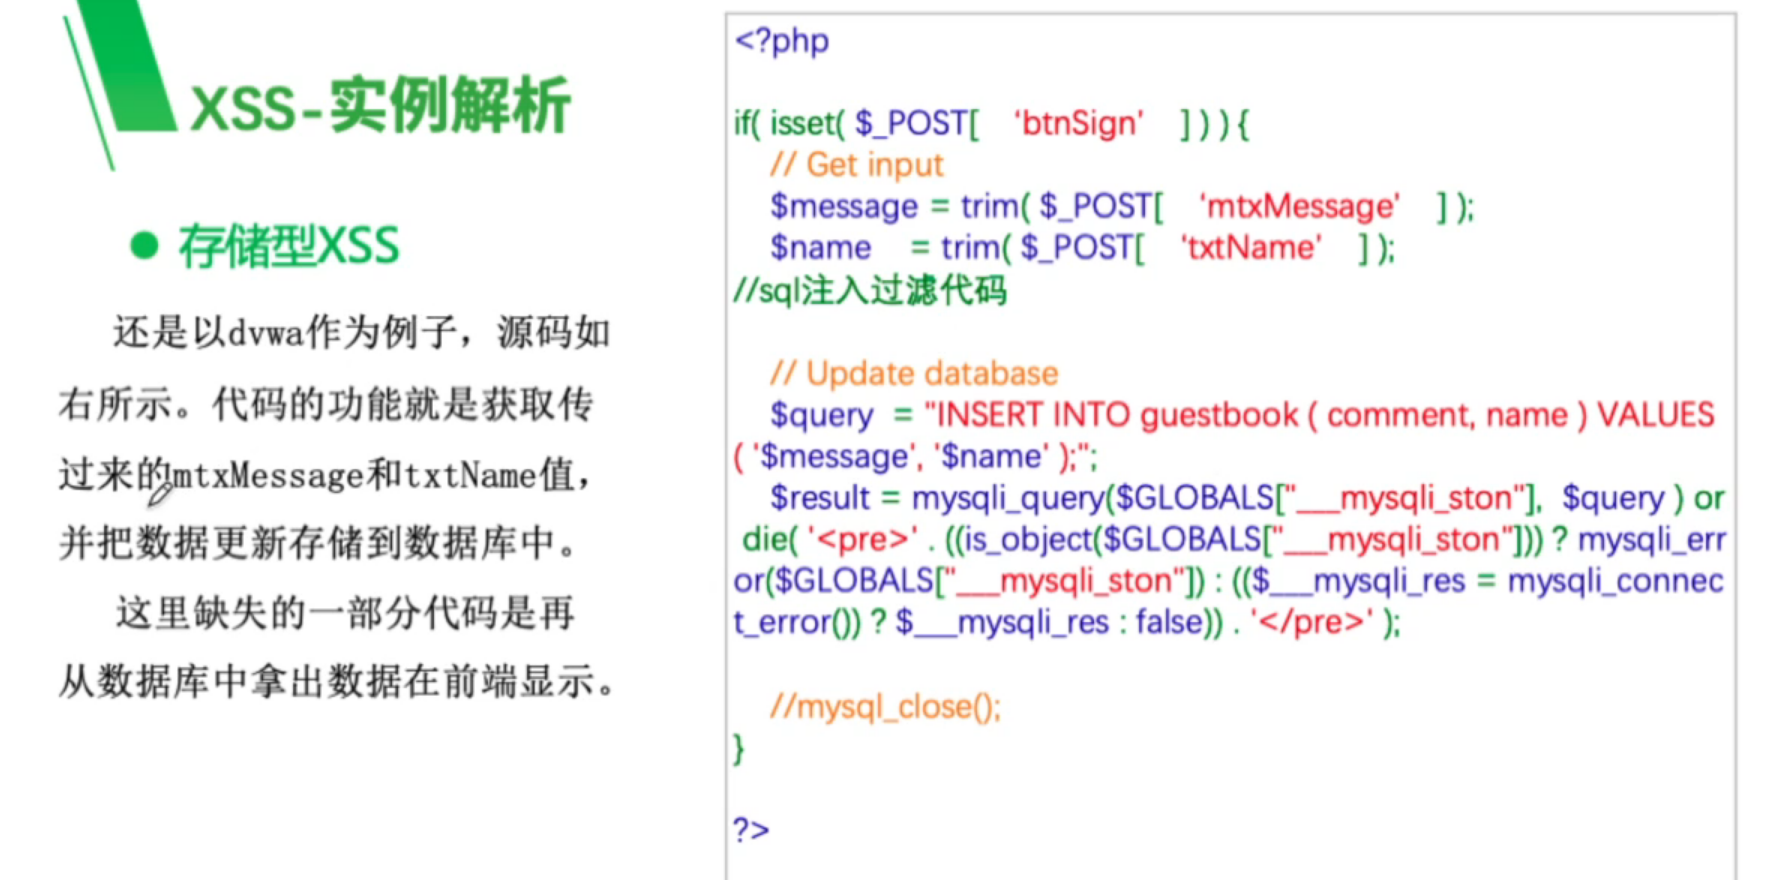 XSS-实例解析
● 存储型XSS
还是以dvwa作为例子，源码如
右所示。代码的功能就是获取传
过来的mtxMessage和txtName值，
并把数据更新存储到数据库中。
这里缺失的一部分代码是再
从数据库中拿出数据在前端显示。
<?php
if( isset( $_POST[ ‘btnSign’ ] ) ) {
// Get input
$message = trim( $_POST[ ‘mtxMessage’ ] );
$name = trim( $_POST[ ‘txtName’ ] );
//sql注入过滤代码
// Update database
$query = "INSERT INTO guestbook ( comment, name ) VALUES
( '$message', '$name' );";
$result = mysqli_query($GLOBALS["___mysqli_ston"], $query ) or
die( '<pre>' . ((is_object($GLOBALS["___mysqli_ston"])) ? mysqli_err
or($GLOBALS["___mysqli_ston"]) : (($___mysqli_res = mysqli_connec
t_error()) ? $___mysqli_res : false)) . '</pre>' );
//mysql_close();
}
?>